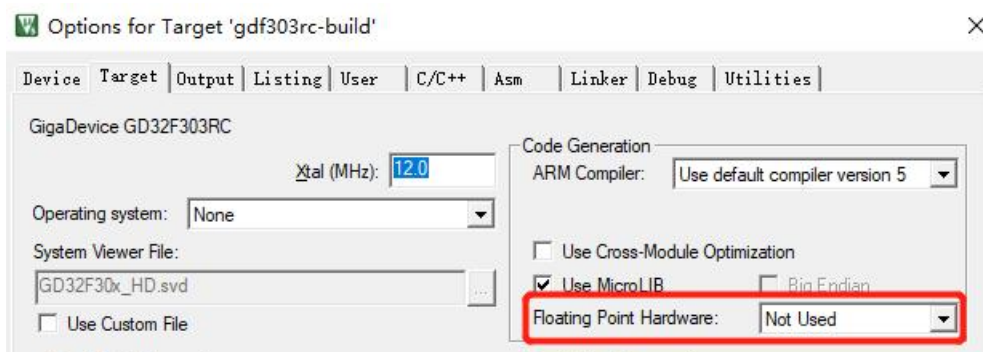 Options for Target 'gdf303rc-build'
Device Target Output Listing User C/C++ Asm Linker Debug Utilities
GigaDevice GD32F303RC
Xtal (MHz): 12.0
Operating system: None
System Viewer File:
GD32F30x_HD.svd ...
Use Custom File
Code Generation
ARM Compiler: Use default compiler version 5
Use Cross-Module Optimization
Use MicroLIB Big Endian
Floating Point Hardware: Not Used